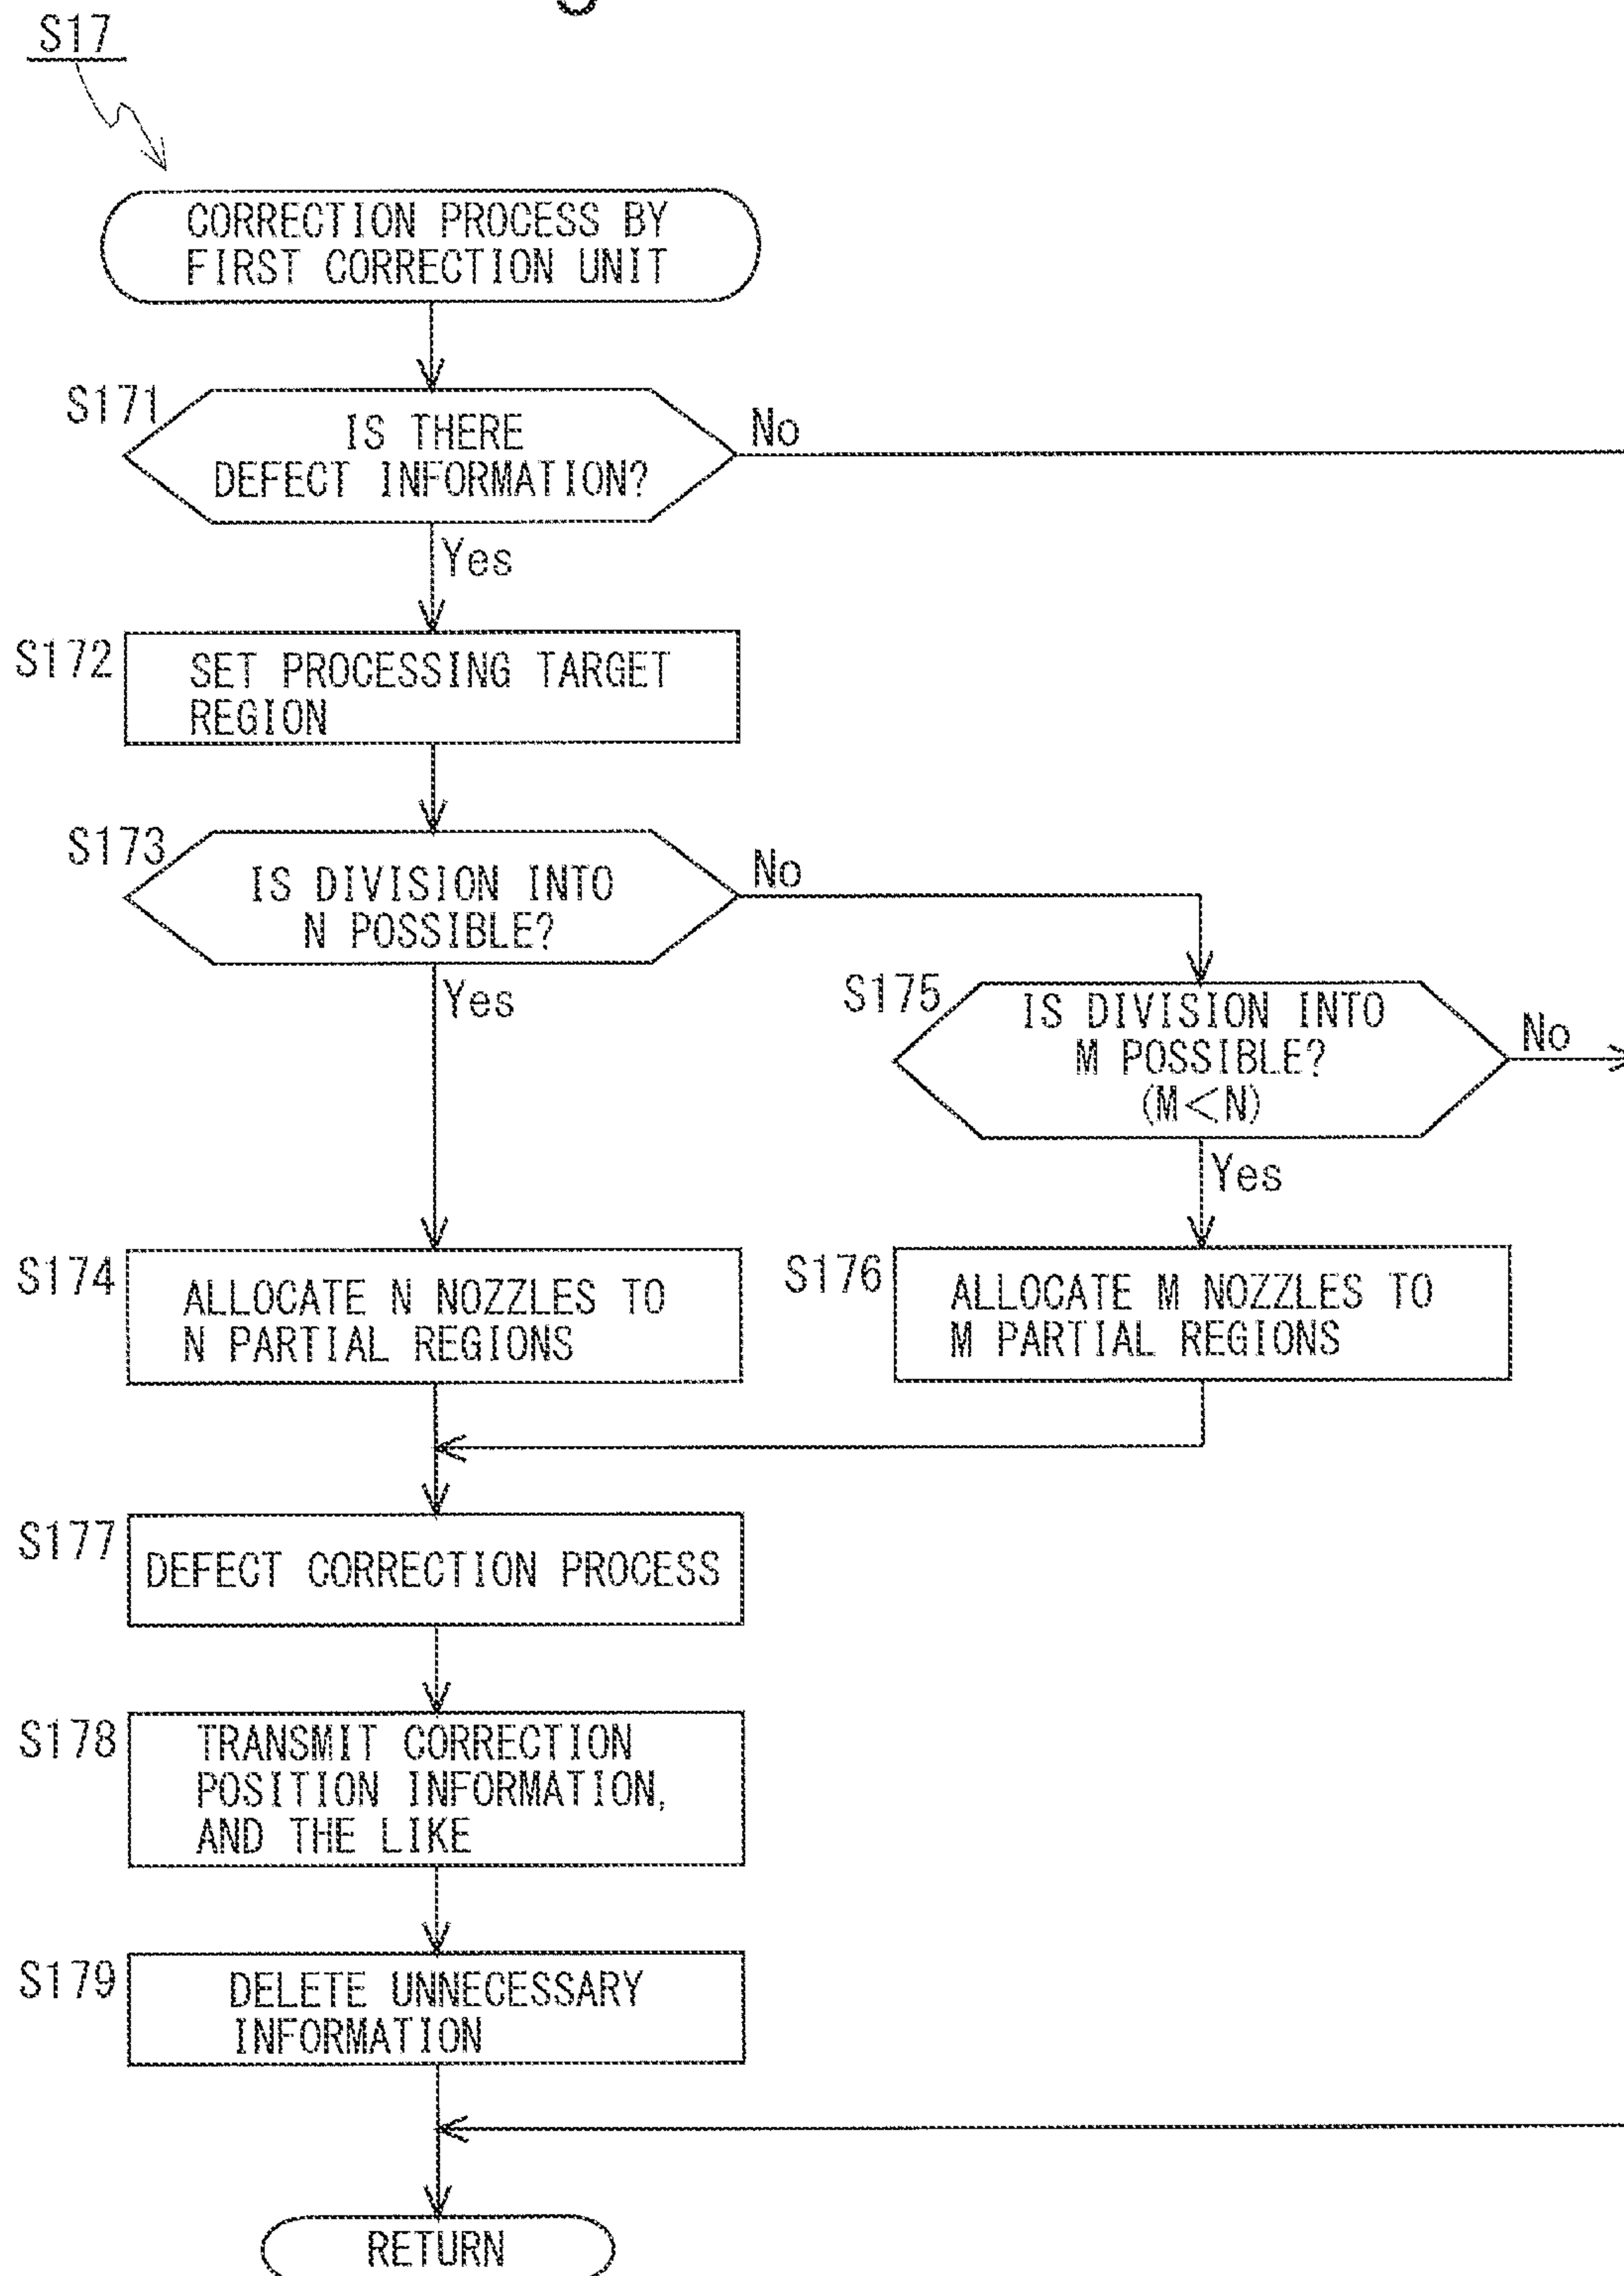 S17
CORRECTION PROCESS BY
FIRST CORRECTION UNIT
S171
IS THERE
DEFECT INFORMATION?
No
Yes
S172
SET PROCESSING TARGET
REGION
S173
IS DIVISION INTO
N POSSIBLE?
No
Yes
S175
IS DIVISION INTO
M POSSIBLE?
(M<N)
No
Yes
S174
ALLOCATE N NOZZLES TO
N PARTIAL REGIONS
S176
ALLOCATE M NOZZLES TO
M PARTIAL REGIONS
S177
DEFECT CORRECTION PROCESS
S178
TRANSMIT CORRECTION
POSITION INFORMATION,
AND THE LIKE
S179
DELETE UNNECESSARY
INFORMATION
RETURN